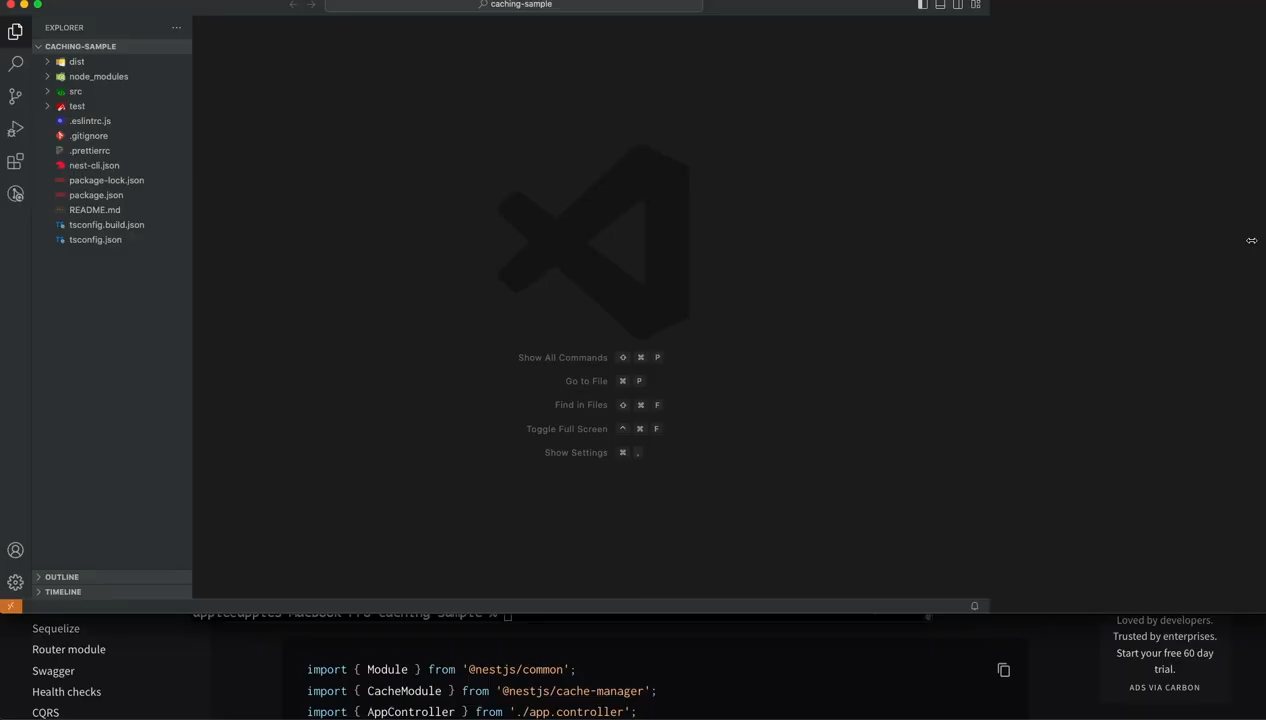 caching-sample
EXPLORER
CACHING-SAMPLE
dist
node_modules
src
test
.eslintrc.js
.gitignore
.prettierrc
nest-cli.json
package-lock.json
package.json
README.md
tsconfig.build.json
tsconfig.json
Show All Commands ⇧ ⌘ P
Go to File ⌘ P
Find in Files ⇧ ⌘ F
Toggle Full Screen ^ ⌘ F
Show Settings ⌘ ,
OUTLINE
TIMELINE
Sequelize
Router module
Swagger
Health checks
CQRS
import { Module } from '@nestjs/common';
import { CacheModule } from '@nestjs/cache-manager';
import { AppController } from './app.controller';
Loved by developers.
Trusted by enterprises.
Start your free 60 day
trial.
ADS VIA CARBON